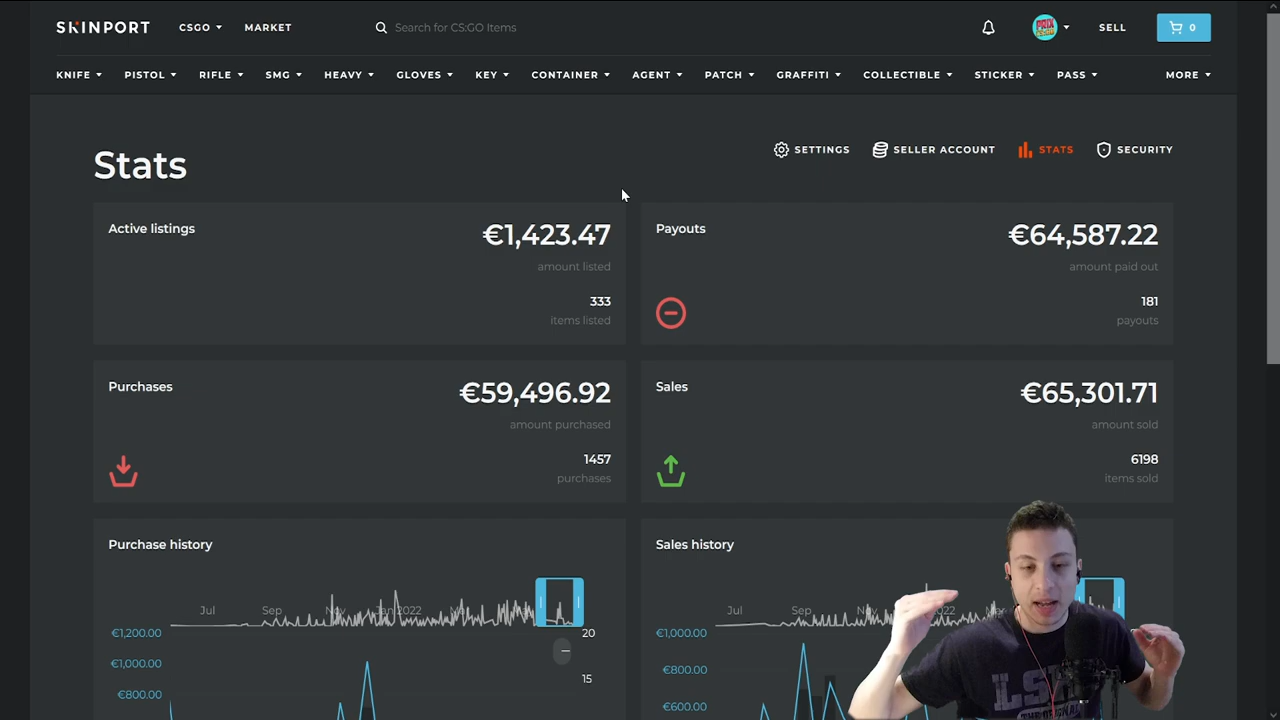 SKINPORT CSGO MARKET Search for CS:GO Items SELL 0
KNIFE PISTOL RIFLE SMG HEAVY GLOVES KEY CONTAINER AGENT PATCH GRAFFITI COLLECTIBLE STICKER PASS MORE
Stats
SETTINGS SELLER ACCOUNT STATS SECURITY
Active listings
€1,423.47
amount listed
333
items listed
Payouts
€64,587.22
amount paid out
181
payouts
Purchases
€59,496.92
amount purchased
1457
purchases
Sales
€65,301.71
amount sold
6198
items sold
Purchase history
Jul Sep Nov Jan 2022
€1,200.00
€1,000.00
€800.00
20
15
Sales history
Jul Sep
€1,000.00
€800.00
€600.00